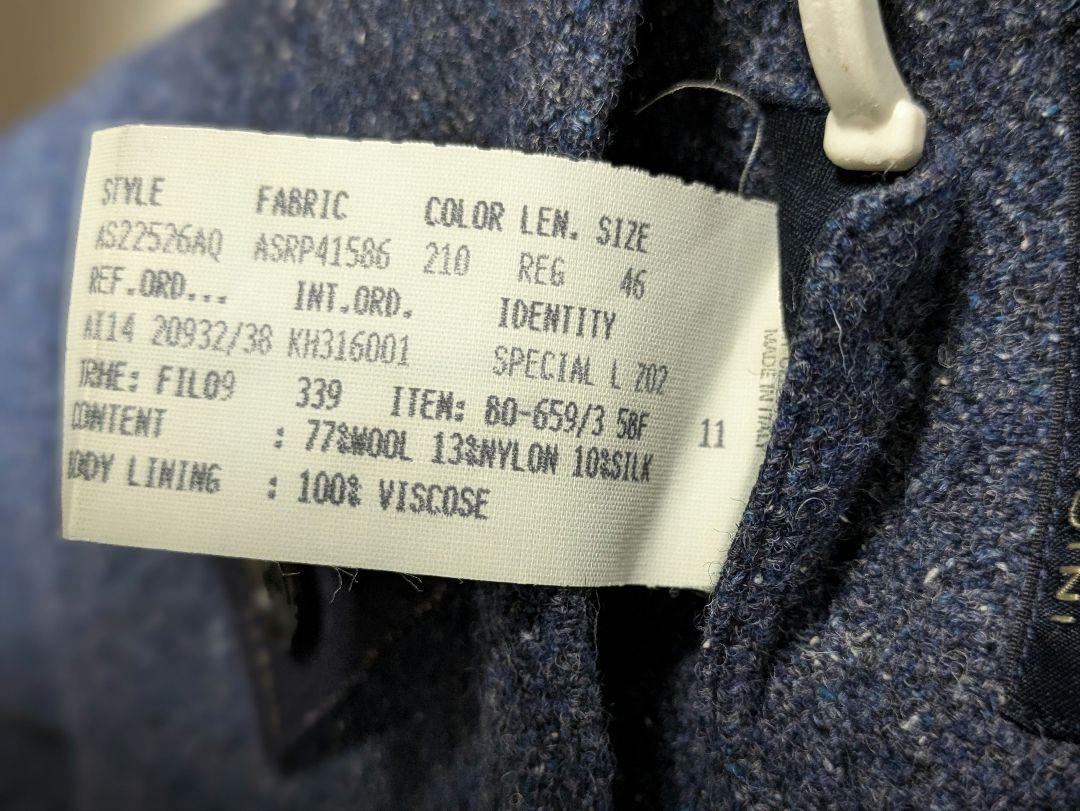 STYLE FABRIC COLOR LEN. SIZE
AS22526AQ ASRP41586 210 REG 46
REF.ORD... INT.ORD. IDENTITY
AI14 20932/38 KH316001 SPECIAL L Z02
TRHE: FIL09 339 ITEM: 80-659/3 58F 11
CONTENT : 77%WOOL 13%NYLON 10%SILK
BODY LINING : 100% VISCOSE
MADE IN ITALY